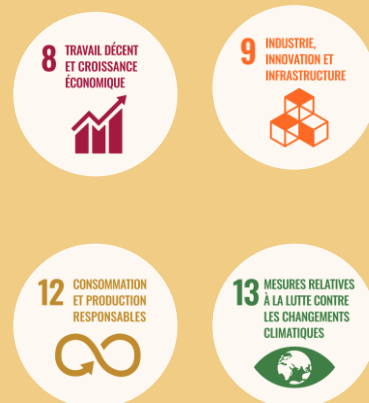 8 TRAVAIL DÉCENT
ET CROISSANCE
ÉCONOMIQUE
9 INDUSTRIE,
INNOVATION ET
INFRASTRUCTURE
12 CONSOMMATION
ET PRODUCTION
RESPONSABLES
13 MESURES RELATIVES
À LA LUTTE CONTRE
LES CHANGEMENTS
CLIMATIQUES